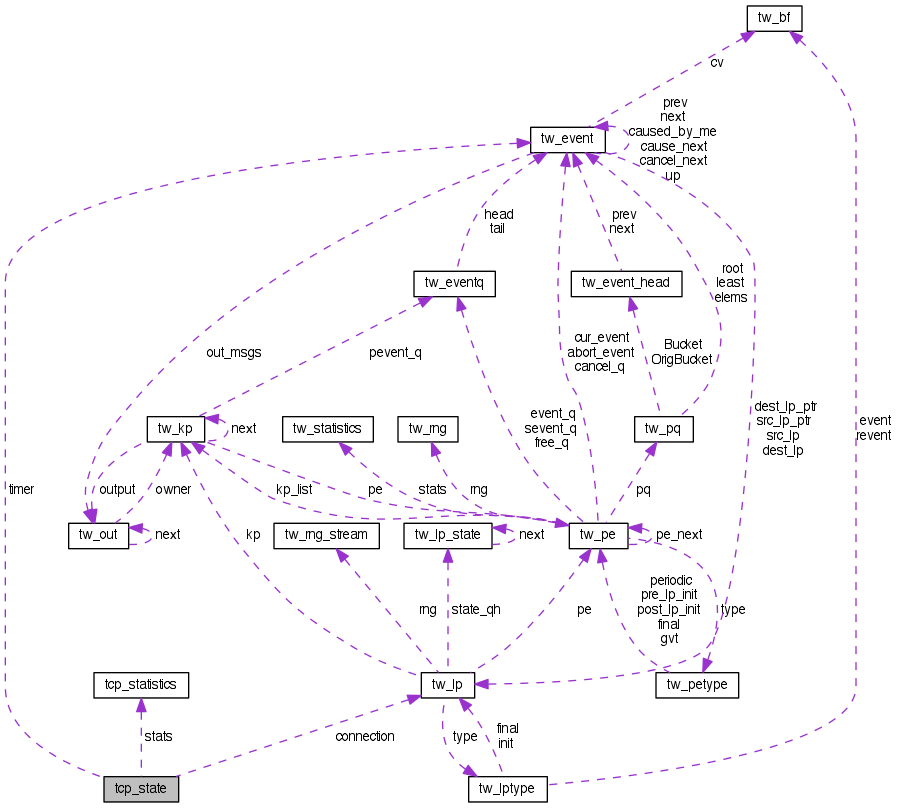 tw_bf
cv
prev
next
caused_by_me
cause_next
cancel_next
up
tw_event
head
tail
prev
next
root
least
elems
tw_eventq
tw_event_head
out_msgs
pevent_q
cur_event
abort_event
cancel_q
Bucket
OrigBucket
event_q
sevent_q
free_q
dest_lp_ptr
src_lp_ptr
src_lp
dest_lp
event
revent
tw_kp
next
tw_statistics
tw_rng
tw_pq
timer
output
owner
kp_list
pe
stats
rng
pq
tw_out
next
kp
tw_rng_stream
tw_lp_state
next
tw_pe
pe_next
rng
state_qh
pe
periodic
pre_lp_init
post_lp_init
final
gvt
type
tcp_statistics
tw_lp
tw_petype
stats
connection
type
final
init
tcp_state
tw_lptype